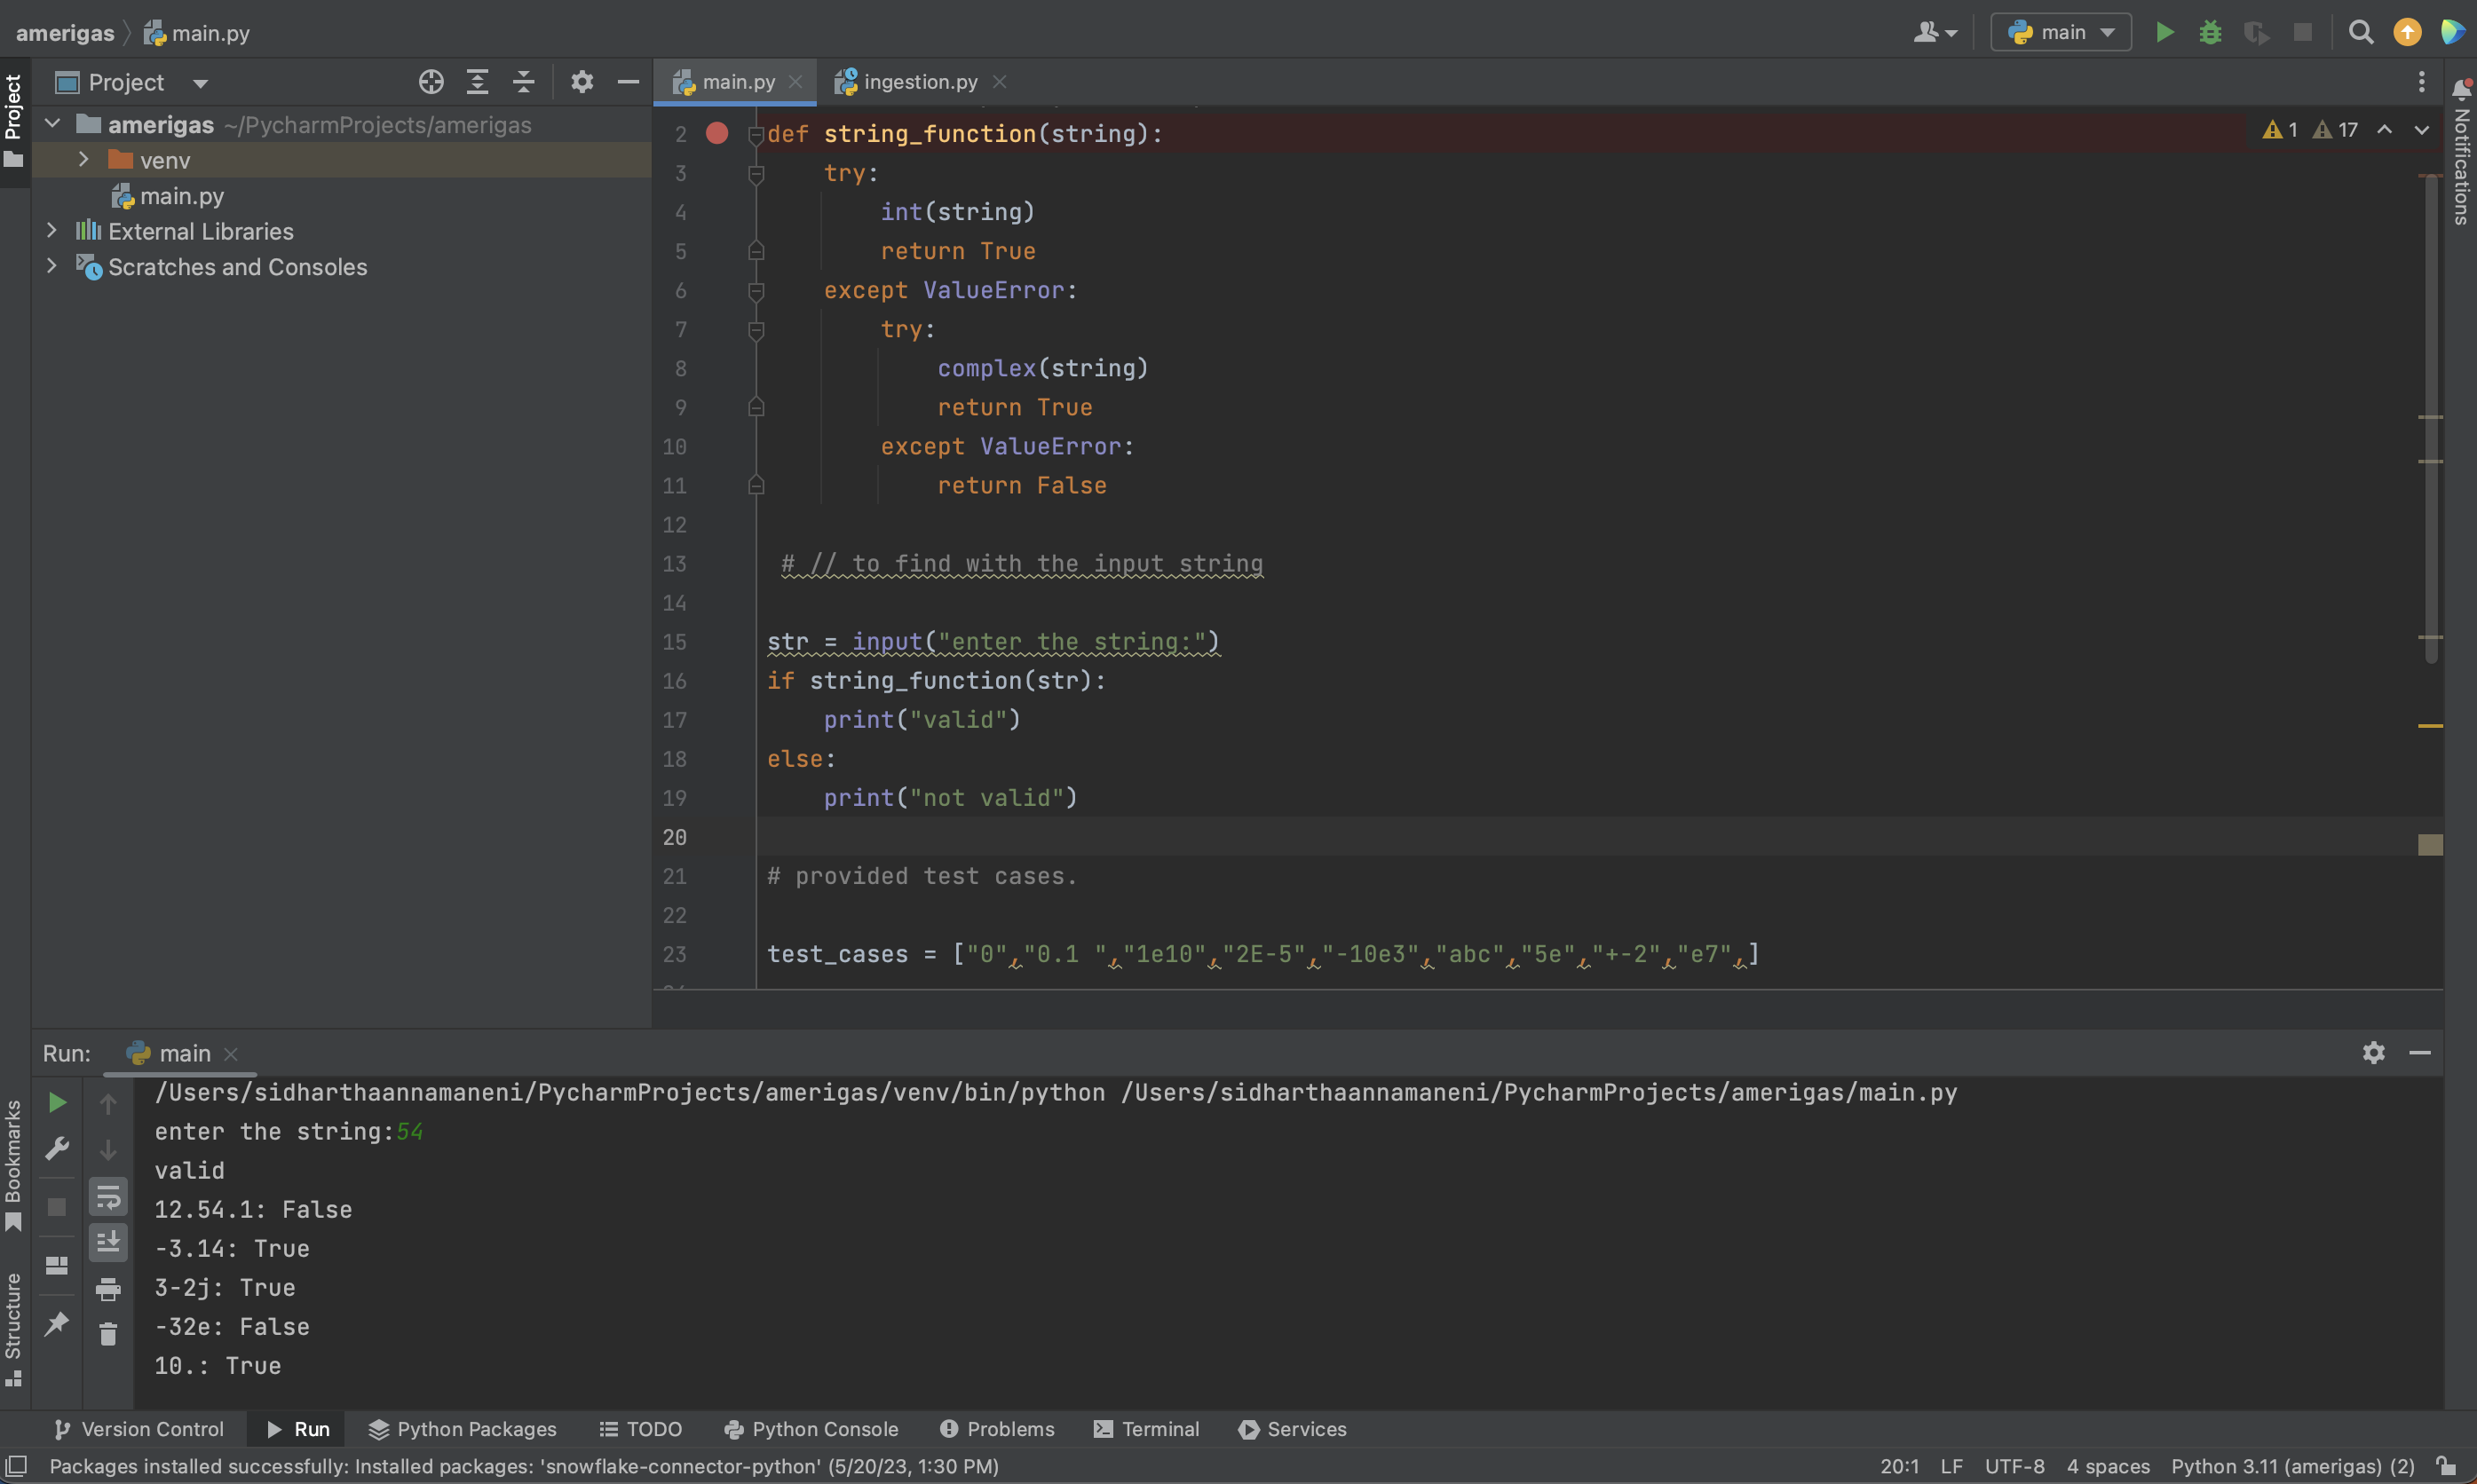 amerigas main.py
main
Project
main.py
ingestion.py
Project
amerigas ~/PycharmProjects/amerigas
venv
main.py
External Libraries
Scratches and Consoles
1 17
Notifications
2 def string_function(string):
3 try:
4 int(string)
5 return True
6 except ValueError:
7 try:
8 complex(string)
9 return True
10 except ValueError:
11 return False
12
13 # // to find with the input string
14
15 str = input("enter the string:")
16 if string_function(str):
17 print("valid")
18 else:
19 print("not valid")
20
21 # provided test cases.
22
23 test_cases = ["0","0.1 ","1e10","2E-5","-10e3","abc","5e","+-2","e7",]
Run: main
/Users/sidharthaannamaneni/PycharmProjects/amerigas/venv/bin/python /Users/sidharthaannamaneni/PycharmProjects/amerigas/main.py
enter the string:54
valid
12.54.1: False
-3.14: True
3-2j: True
-32e: False
10.: True
Bookmarks
Structure
Version Control Run Python Packages TODO Python Console Problems Terminal Services
Packages installed successfully: Installed packages: 'snowflake-connector-python' (5/20/23, 1:30 PM)
20:1 LF UTF-8 4 spaces Python 3.11 (amerigas) (2)